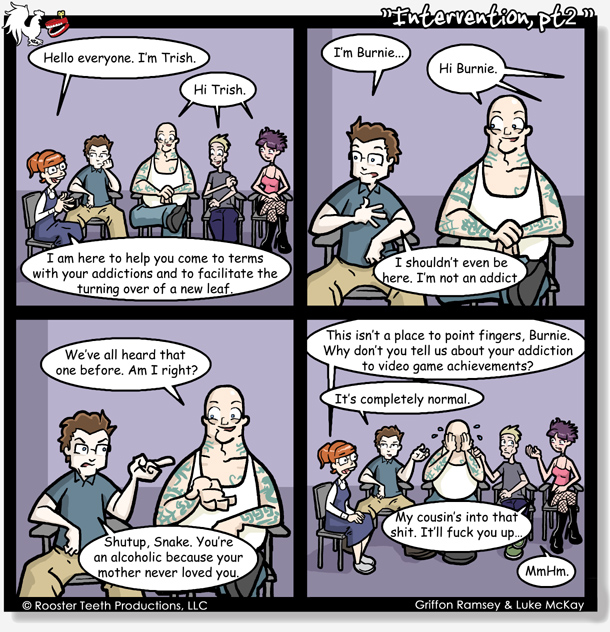 "Intervention, pt2"
Hello everyone. I'm Trish.
Hi Trish.
I am here to help you come to terms
with your addictions and to facilitate the
turning over of a new leaf.
I'm Burnie...
Hi Burnie.
I shouldn't even be
here. I'm not an addict
We've all heard that
one before. Am I right?
Shutup, Snake. You're
an alcoholic because your
mother never loved you.
This isn't a place to point fingers, Burnie.
Why don't you tell us about your addiction
to video game achievements?
It's completely normal.
My cousin's into that
shit. It'll fuck you up...
MmHm.
© Rooster Teeth Productions, LLC
Griffon Ramsey & Luke McKay